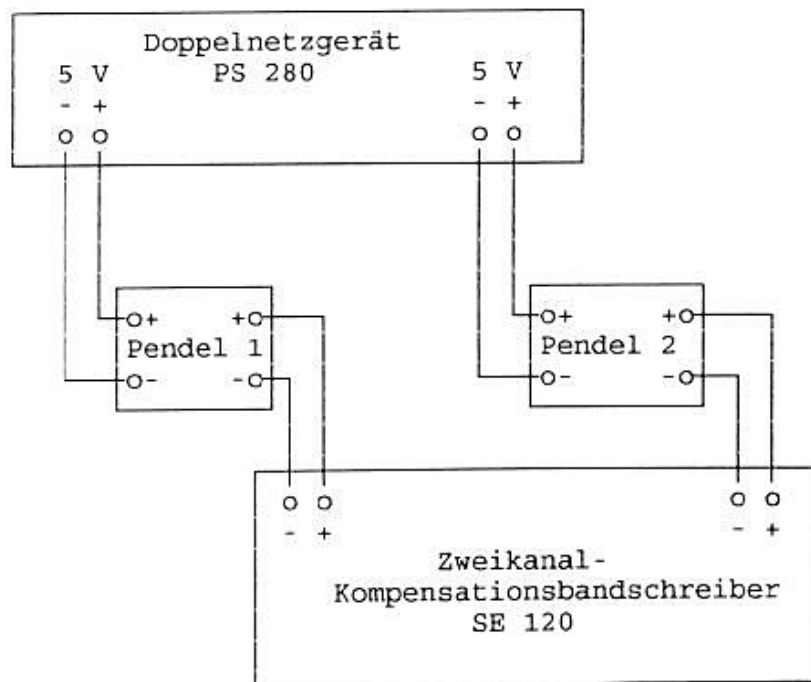 Doppelnetzgerät
PS 280
5 V
- +
5 V
- +
+ +
Pendel 1
- -
+ +
Pendel 2
- -
- +
- +
Zweikanal-
Kompensationsbandschreiber
SE 120